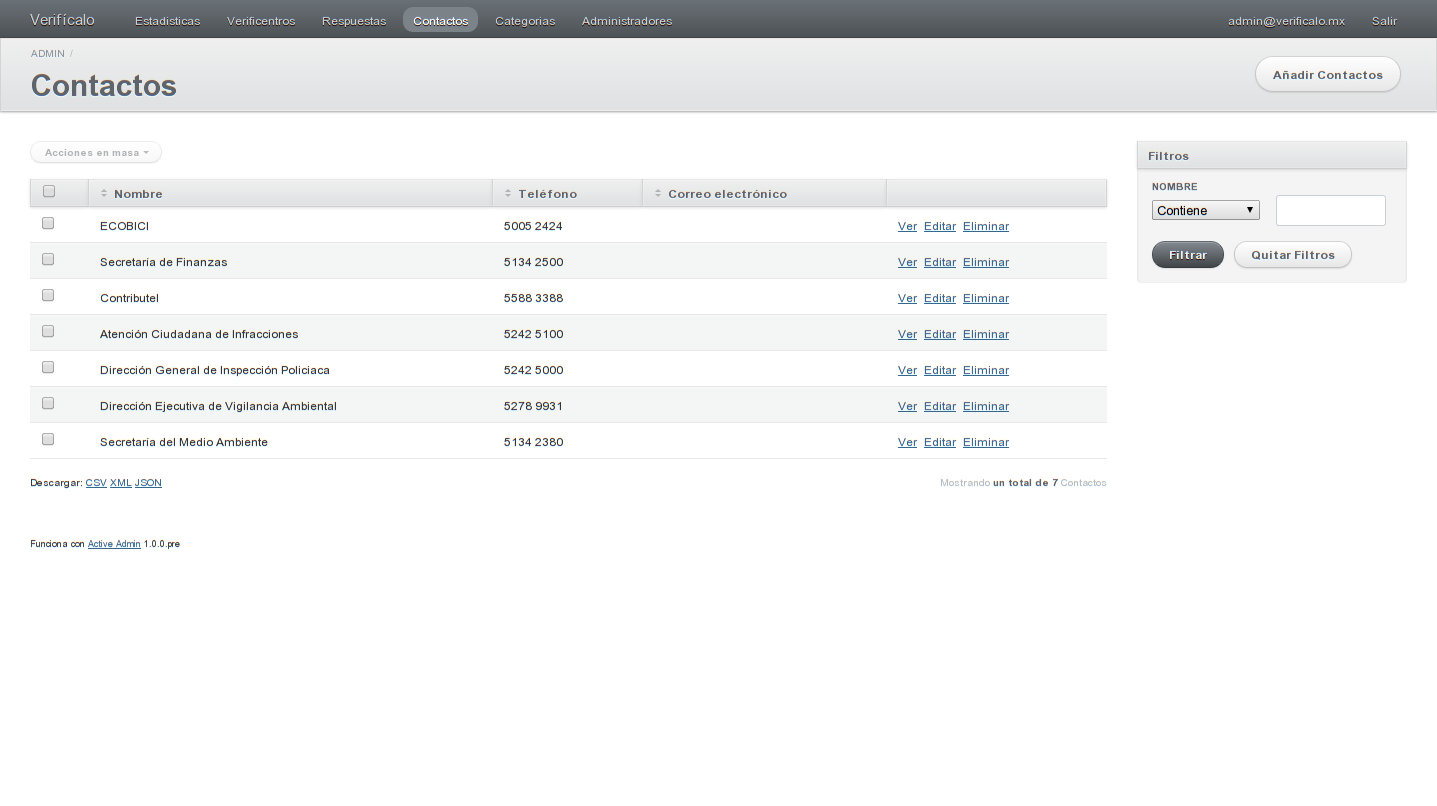 Verifícalo Estadisticas Verificentros Respuestas Contactos Categorias Administradores admin@verificalo.mx Salir
ADMIN /
Contactos
Añadir Contactos
Acciones en masa
Nombre Teléfono Correo electrónico
ECOBICI 5005 2424 Ver Editar Eliminar
Secretaría de Finanzas 5134 2500 Ver Editar Eliminar
Contributel 5588 3388 Ver Editar Eliminar
Atención Ciudadana de Infracciones 5242 5100 Ver Editar Eliminar
Dirección General de Inspección Policiaca 5242 5000 Ver Editar Eliminar
Dirección Ejecutiva de Vigilancia Ambiental 5278 9931 Ver Editar Eliminar
Secretaría del Medio Ambiente 5134 2380 Ver Editar Eliminar
Descargar: CSV XML JSON
Mostrando un total de 7 Contactos
Filtros
NOMBRE
Contiene
Filtrar Quitar Filtros
Funciona con Active Admin 1.0.0.pre